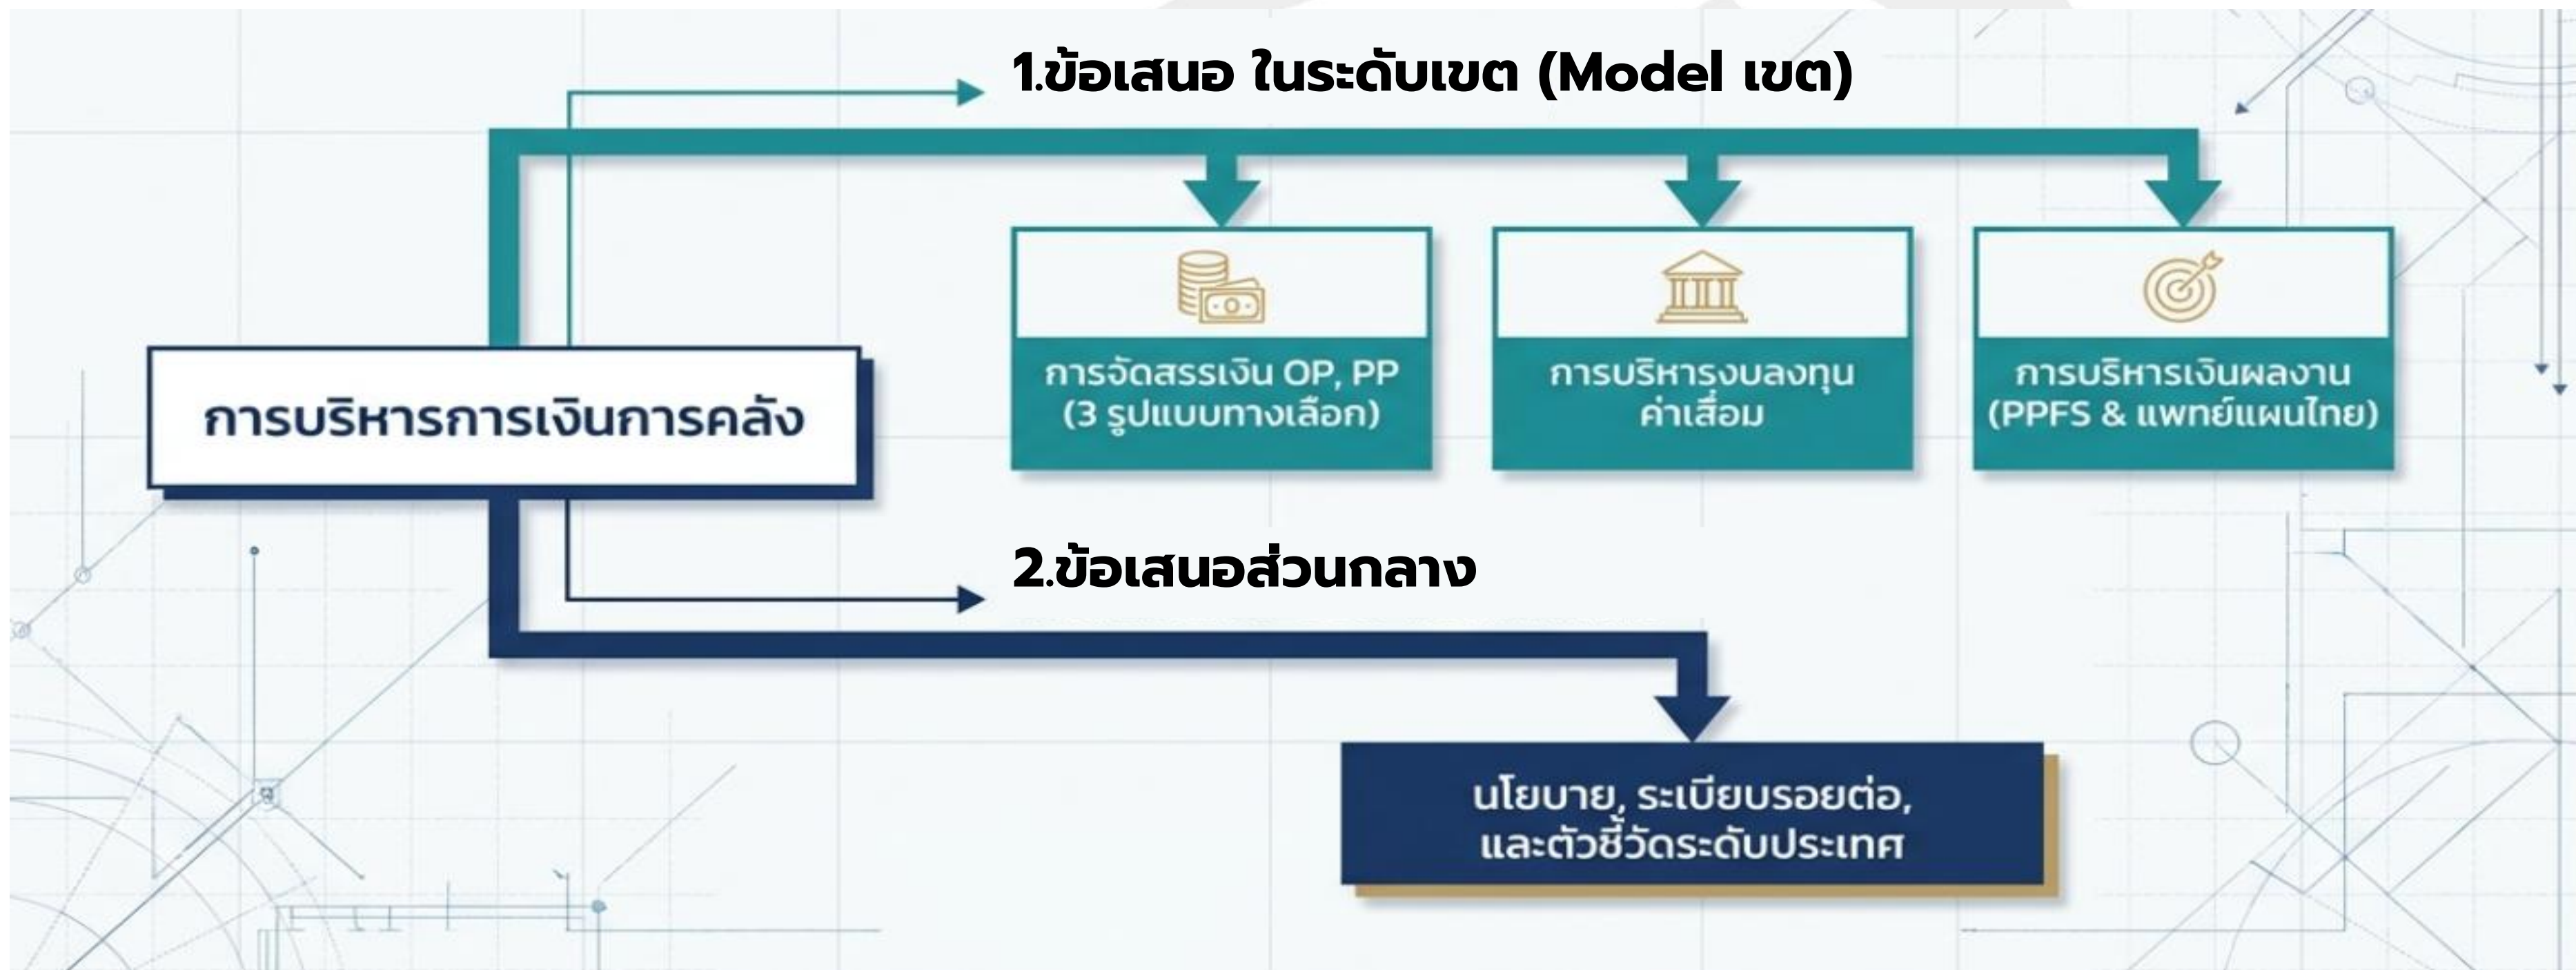 1.ข้อเสนอ ในระดับเขต (Model เขต)
การจัดสรรเงิน OP, PP
(3 รูปแบบทางเลือก)
การบริหารงบลงทุน
ค่าเสื่อม
การบริหารเงินผลงาน
(PPFS & แพทย์แผนไทย)
การบริหารการเงินการคลัง
2.ข้อเสนอส่วนกลาง
นโยบาย, ระเบียบรอยต่อ,
และตัวชี้วัดระดับประเทศ